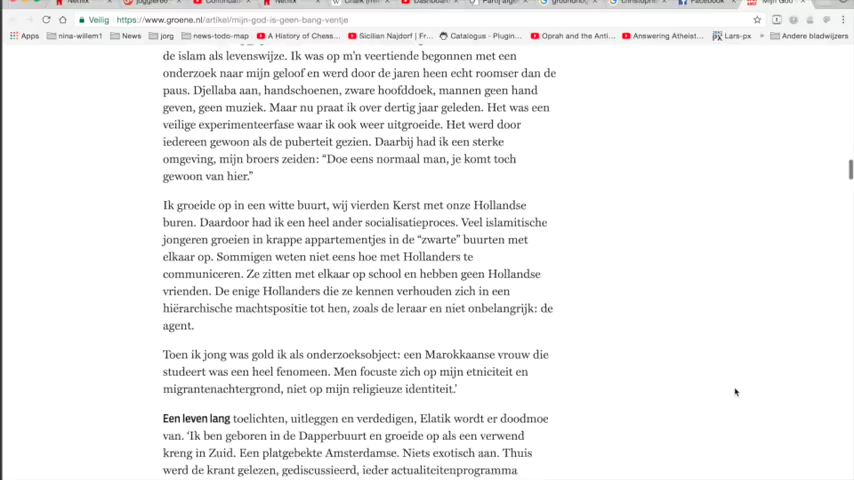 Netflix
juggleree
Continua
Netflix
Chalk (
Dashboard
Partij alge
groundho
christoph
Facebook
Mijn God
Veilig
https://www.groene.nl/artikel/mijn-god-is-geen-bang-ventje
Apps
nina-willem1
News
jorg
news-todo-map
A History of Chess...
Sicilian Najdorf | Fr...
Catalogus - Plugin...
Oprah and the Anti...
Answering Atheist...
Lars-px
»
Andere bladwijzers
de islam als levenswijze. Ik was op m'n veertiende begonnen met een
onderzoek naar mijn geloof en werd door de jaren heen echt roomser dan de
paus. Djellaba aan, handschoenen, zware hoofddoek, mannen geen hand
geven, geen muziek. Maar nu praat ik over dertig jaar geleden. Het was een
veilige experimenteerfase waar ik ook weer uitgroeide. Het werd door
iedereen gewoon als de puberteit gezien. Daarbij had ik een sterke
omgeving, mijn broers zeiden: “Doe eens normaal man, je komt toch
gewoon van hier.”
Ik groeide op in een witte buurt, wij vierden Kerst met onze Hollandse
buren. Daardoor had ik een heel ander socialisatieproces. Veel islamitische
jongeren groeien in krappe appartementjes in de “zwarte” buurten met
elkaar op. Sommigen weten niet eens hoe met Hollanders te
communiceren. Ze zitten met elkaar op school en hebben geen Hollandse
vrienden. De enige Hollanders die ze kennen verhouden zich in een
hiërarchische machtspositie tot hen, zoals de leraar en niet onbelangrijk: de
agent.
Toen ik jong was gold ik als onderzoeksobject: een Marokkaanse vrouw die
studeert was een heel fenomeen. Men focuste zich op mijn etniciteit en
migrantenachtergrond, niet op mijn religieuze identiteit.’
Een leven lang toelichten, uitleggen en verdedigen, Elatik wordt er doodmoe
van. ‘Ik ben geboren in de Dapperbuurt en groeide op als een verwend
kreng in Zuid. Een platgebekte Amsterdamse. Niets exotisch aan. Thuis
werd de krant gelezen, gediscussieerd, ieder actualiteitenprogramma